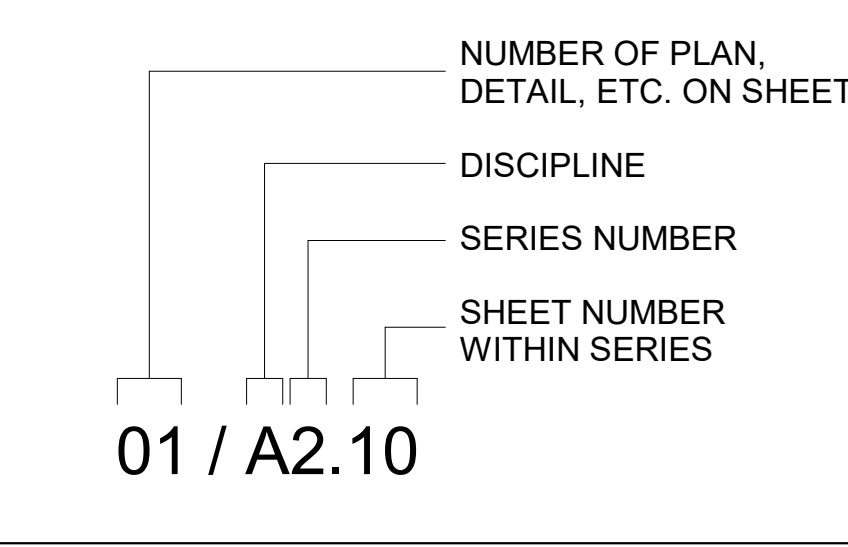 NUMBER OF PLAN,
DETAIL, ETC. ON SHEET
DISCIPLINE
SERIES NUMBER
SHEET NUMBER
WITHIN SERIES
01 / A2.10